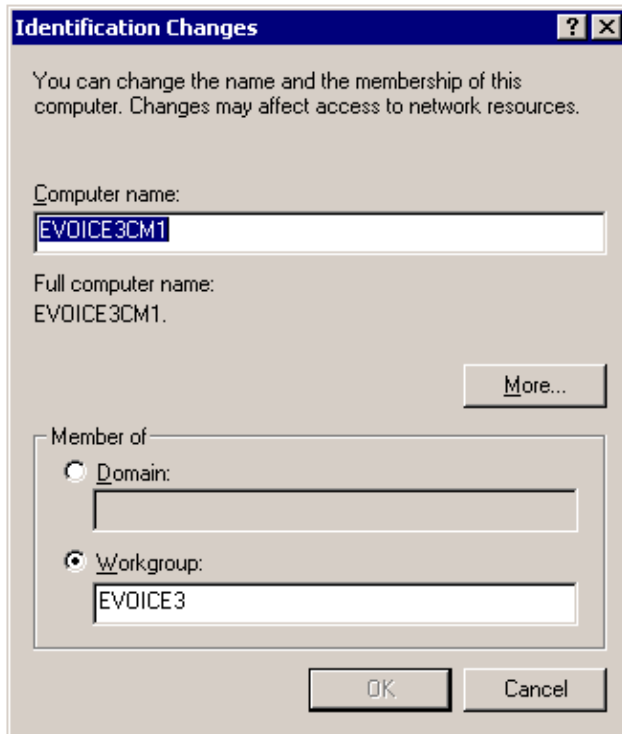 Identification Changes
You can change the name and the membership of this
computer. Changes may affect access to network resources.
Computer name:
EVOICE3CM1
Full computer name:
EVOICE3CM1.
More...
Member of
Domain:
Workgroup:
EVOICE3
OK Cancel